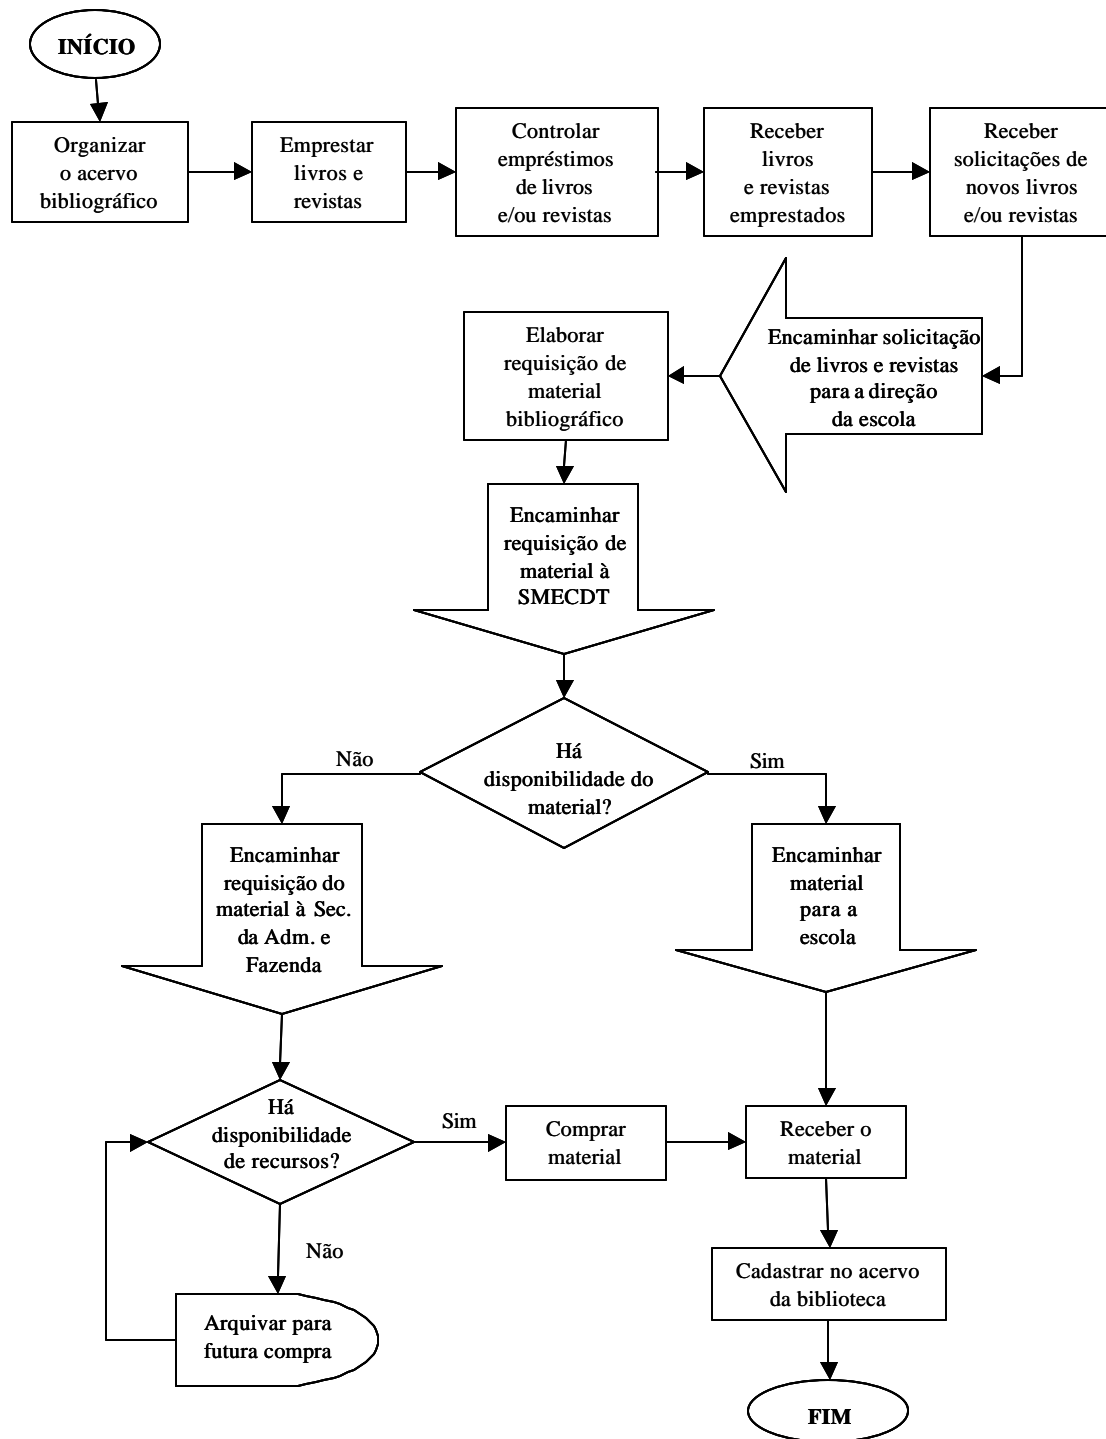 INÍCIO
Organizar
o acervo
bibliográfico
Emprestar
livros e
revistas
Controlar
empréstimos
de livros
e/ou revistas
Receber
livros
e revistas
emprestados
Receber
solicitações de
novos livros
e/ou revistas
Encaminhar solicitação
de livros e revistas
para a direção
da escola
Elaborar
requisição de
material
bibliográfico
Encaminhar
requisição de
material à
SMECDT
Há
disponibilidade do
material?
Não
Sim
Encaminhar
requisição do
material à Sec.
da Adm. e
Fazenda
Encaminhar
material
para a
escola
Há
disponibilidade
de recursos?
Sim
Comprar
material
Receber o
material
Não
Arquivar para
futura compra
Cadastrar no acervo
da biblioteca
FIM